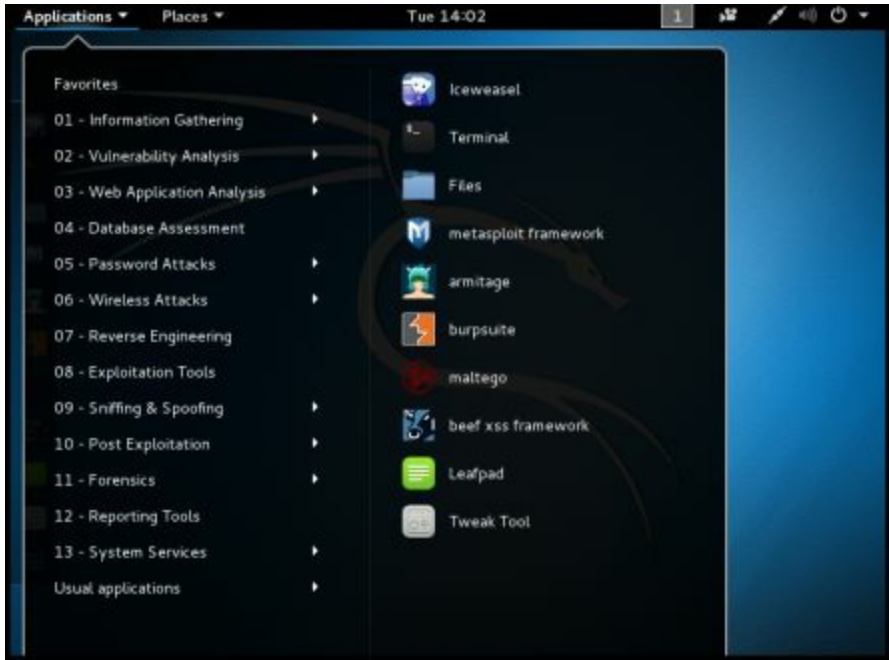 Applications Places Tue 14:02 1
Favorites
01 - Information Gathering
02 - Vulnerability Analysis
03 - Web Application Analysis
04 - Database Assessment
05 - Password Attacks
06 - Wireless Attacks
07 - Reverse Engineering
08 - Exploitation Tools
09 - Sniffing & Spoofing
10 - Post Exploitation
11 - Forensics
12 - Reporting Tools
13 - System Services
Usual applications
Iceweasel
Terminal
Files
metasploit framework
armitage
burpsuite
maltego
beef xss framework
Leafpad
Tweak Tool